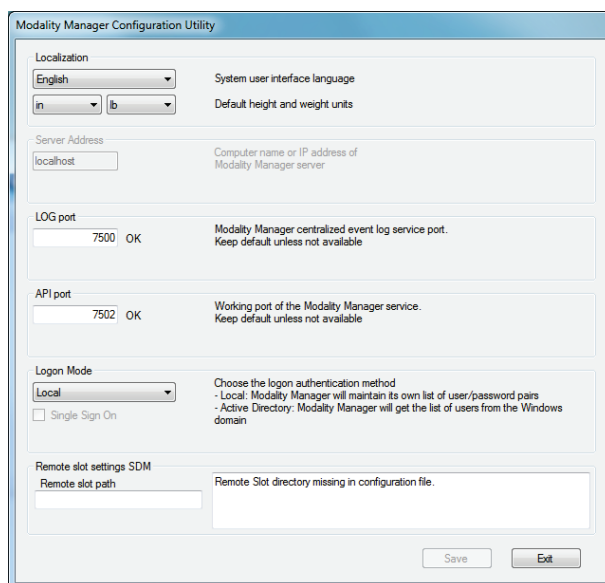 Modality Manager Configuration Utility
Localization
English System user interface language
in lb Default height and weight units
Server Address
localhost Computer name or IP address of
Modality Manager server
LOG port
7500 OK Modality Manager centralized event log service port.
Keep default unless not available
API port
7502 OK Working port of the Modality Manager service.
Keep default unless not available
Logon Mode
Local Choose the logon authentication method
- Local: Modality Manager will maintain its own list of user/password pairs
Single Sign On - Active Directory: Modality Manager will get the list of users from the Windows
domain
Remote slot settings SDM
Remote slot path Remote Slot directory missing in configuration file.
Save Exit